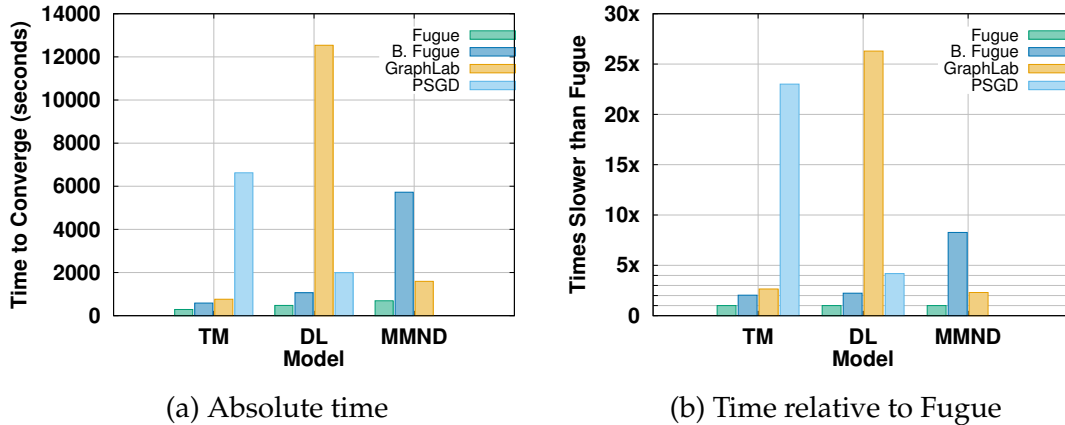 14000
12000
10000
8000
6000
4000
2000
0
Time to Converge (seconds)
Fugue
B. Fugue
GraphLab
PSGD
TM
DL
MMND
Model
(a) Absolute time
30x
25x
20x
15x
10x
5x
0
Times Slower than Fugue
Fugue
B. Fugue
GraphLab
PSGD
TM
DL
MMND
Model
(b) Time relative to Fugue